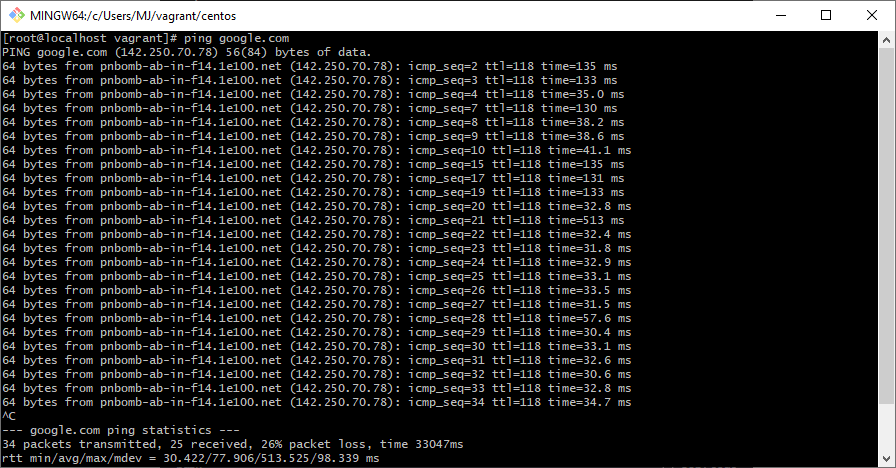 MINGW64:/c/Users/MJ/vagrant/centos
[root@localhost vagrant]# ping google.com
PING google.com (142.250.70.78) 56(84) bytes of data.
64 bytes from pnbomb-ab-in-f14.1e100.net (142.250.70.78): icmp_seq=2 ttl=118 time=135 ms
64 bytes from pnbomb-ab-in-f14.1e100.net (142.250.70.78): icmp_seq=3 ttl=118 time=133 ms
64 bytes from pnbomb-ab-in-f14.1e100.net (142.250.70.78): icmp_seq=4 ttl=118 time=35.0 ms
64 bytes from pnbomb-ab-in-f14.1e100.net (142.250.70.78): icmp_seq=7 ttl=118 time=130 ms
64 bytes from pnbomb-ab-in-f14.1e100.net (142.250.70.78): icmp_seq=8 ttl=118 time=38.2 ms
64 bytes from pnbomb-ab-in-f14.1e100.net (142.250.70.78): icmp_seq=9 ttl=118 time=38.6 ms
64 bytes from pnbomb-ab-in-f14.1e100.net (142.250.70.78): icmp_seq=10 ttl=118 time=41.1 ms
64 bytes from pnbomb-ab-in-f14.1e100.net (142.250.70.78): icmp_seq=15 ttl=118 time=135 ms
64 bytes from pnbomb-ab-in-f14.1e100.net (142.250.70.78): icmp_seq=17 ttl=118 time=131 ms
64 bytes from pnbomb-ab-in-f14.1e100.net (142.250.70.78): icmp_seq=19 ttl=118 time=133 ms
64 bytes from pnbomb-ab-in-f14.1e100.net (142.250.70.78): icmp_seq=20 ttl=118 time=32.8 ms
64 bytes from pnbomb-ab-in-f14.1e100.net (142.250.70.78): icmp_seq=21 ttl=118 time=513 ms
64 bytes from pnbomb-ab-in-f14.1e100.net (142.250.70.78): icmp_seq=22 ttl=118 time=32.4 ms
64 bytes from pnbomb-ab-in-f14.1e100.net (142.250.70.78): icmp_seq=23 ttl=118 time=31.8 ms
64 bytes from pnbomb-ab-in-f14.1e100.net (142.250.70.78): icmp_seq=24 ttl=118 time=32.9 ms
64 bytes from pnbomb-ab-in-f14.1e100.net (142.250.70.78): icmp_seq=25 ttl=118 time=33.1 ms
64 bytes from pnbomb-ab-in-f14.1e100.net (142.250.70.78): icmp_seq=26 ttl=118 time=33.5 ms
64 bytes from pnbomb-ab-in-f14.1e100.net (142.250.70.78): icmp_seq=27 ttl=118 time=31.5 ms
64 bytes from pnbomb-ab-in-f14.1e100.net (142.250.70.78): icmp_seq=28 ttl=118 time=57.6 ms
64 bytes from pnbomb-ab-in-f14.1e100.net (142.250.70.78): icmp_seq=29 ttl=118 time=30.4 ms
64 bytes from pnbomb-ab-in-f14.1e100.net (142.250.70.78): icmp_seq=30 ttl=118 time=33.1 ms
64 bytes from pnbomb-ab-in-f14.1e100.net (142.250.70.78): icmp_seq=31 ttl=118 time=32.6 ms
64 bytes from pnbomb-ab-in-f14.1e100.net (142.250.70.78): icmp_seq=32 ttl=118 time=30.6 ms
64 bytes from pnbomb-ab-in-f14.1e100.net (142.250.70.78): icmp_seq=33 ttl=118 time=32.8 ms
64 bytes from pnbomb-ab-in-f14.1e100.net (142.250.70.78): icmp_seq=34 ttl=118 time=34.7 ms
^C
--- google.com ping statistics ---
34 packets transmitted, 25 received, 26% packet loss, time 33047ms
rtt min/avg/max/mdev = 30.422/77.906/513.525/98.339 ms